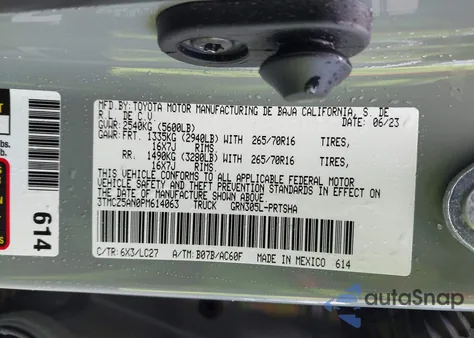 MFD.BY:TOYOTA MOTOR MANUFACTURING DE BAJA CALIFORNIA, S. DE
R. L. DE C.V. DATE: 06/23
GVWR: 2540KG (5600LB)
GAWR:FRT. 1335KG (2940LB) WITH 265/70R16 TIRES,
16X7J RIMS
RR. 1490KG (3280LB) WITH 265/70R16 TIRES,
16X7J RIMS
THIS VEHICLE CONFORMS TO ALL APPLICABLE FEDERAL MOTOR
VEHICLE SAFETY AND THEFT PREVENTION STANDARDS IN EFFECT ON
THE DATE OF MANUFACTURE SHOWN ABOVE.
3TMCZ5AN0PM614063 TRUCK GRN305L-PRTSHA
C/TR: 6X3/LC27 A/TM: B07B/AC60F MADE IN MEXICO 614
lbs.
614
autoSnap